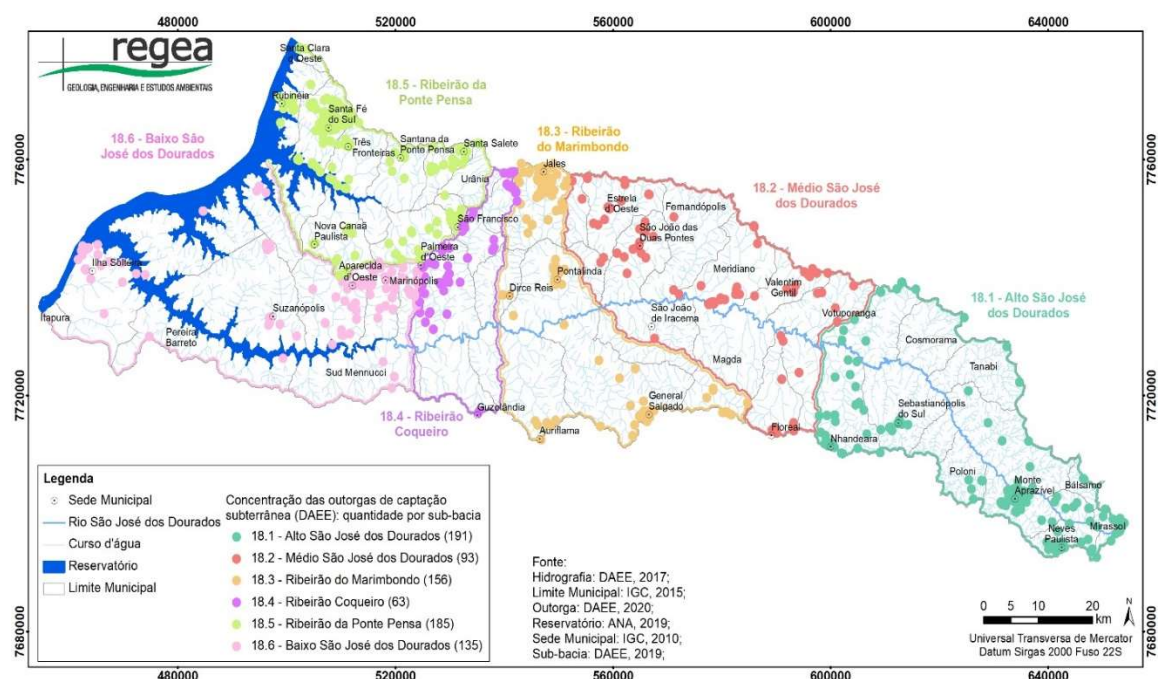 480000
520000
560000
600000
640000
regea
GEOLOGIA, ENGENHARIA E ESTUDOS AMBIENTAIS
7760000
7720000
7680000
7760000
7720000
7680000
Santa Clara
d'Oeste
Rubinéia
Santa Fé
do Sul
Três
Fronteiras
Santana da
Ponte Pensa
Santa Salete
Urânia
18.5 - Ribeirão da
Ponte Pensa
18.6 - Baixo São
José dos Dourados
18.3 - Ribeirão
do Marimbondo
Jales
18.2 - Médio São José
dos Dourados
Estrela
d'Oeste
Fernandópolis
São João das
Duas Pontes
São Francisco
Nova Canaã
Paulista
Palmeira
d'Oeste
Aparecida
d'Oeste
Marinópolis
Ilha Solteira
Itapura
Suzanápolis
Pereira
Barreto
Sud Mennucci
Dirce Reis
Pontalinda
Meridiano
Valentim
Gentil
São João
de Iracema
Votuporanga
Magda
18.1 - Alto São José
dos Dourados
Cosmorama
Tanabi
Sebastianópolis
do Sul
18.4 - Ribeirão
Coqueiro
Guzolândia
Auriflama
General
Salgado
Floreal
Nhandeara
Poloni
Monte
Aprazível
Bálsamo
Neves
Paulista
Mirassol
Legenda
Sede Municipal
Rio São José dos Dourados
Curso d'água
Reservatório
Limite Municipal
Concentração das outorgas de captação
subterrânea (DAEE): quantidade por sub-bacia
18.1 - Alto São José dos Dourados (191)
18.2 - Médio São José dos Dourados (93)
18.3 - Ribeirão do Marimbondo (156)
18.4 - Ribeirão Coqueiro (63)
18.5 - Ribeirão da Ponte Pensa (185)
18.6 - Baixo São José dos Dourados (135)
Fonte:
Hidrografia: DAEE, 2017;
Limite Municipal: IGC, 2015;
Outorga: DAEE, 2020;
Reservatório: ANA, 2019;
Sede Municipal: IGC, 2010;
Sub-bacia: DAEE, 2019;
0 5 10 20
km
N
Universal Transversa de Mercator
Datum Sirgas 2000 Fuso 22S
480000
520000
560000
600000
640000